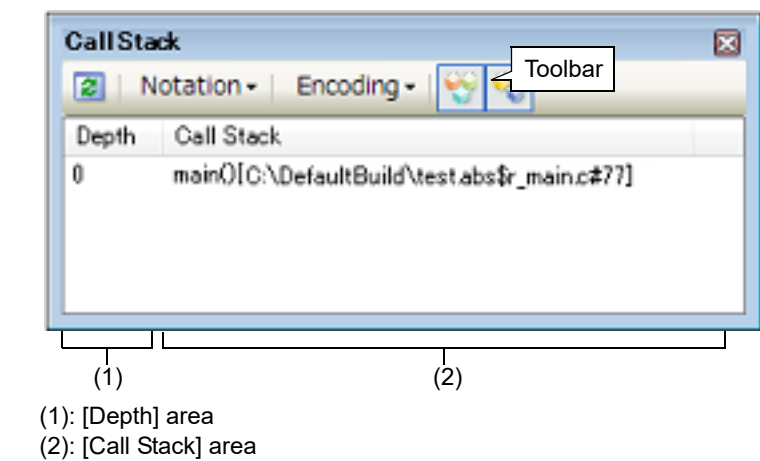 Call Stack
Toolbar
Notation Encoding
Depth Call Stack
0 main()[C:\DefaultBuild\test.abs$r_main.c#77]
(1) (2)
(1): [Depth] area
(2): [Call Stack] area